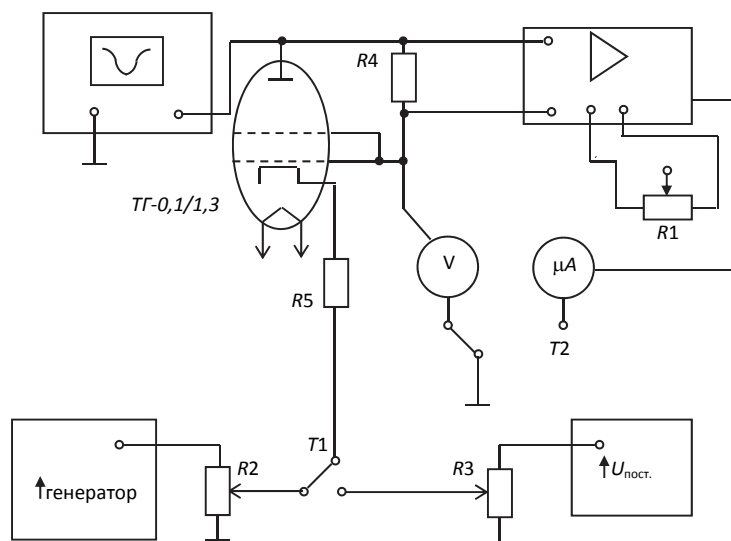 R4
ТГ-0,1/1,3
R1
V
μA
R5
T2
T1
R2
R3
генератор
Uпост.